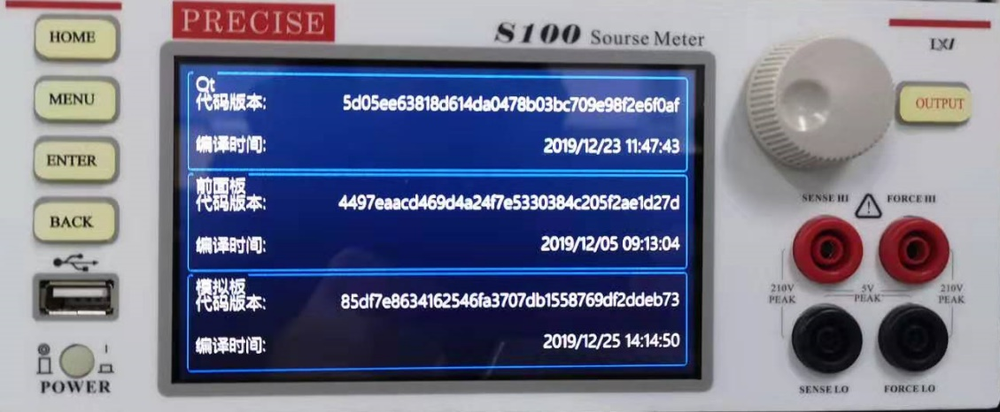 HOME
MENU
ENTER
BACK
POWER
PRECISE
S100 Sourse Meter
Qt
代码版本: 5d05ee63818d614da0478b03bc709e98f2e6f0af
编译时间: 2019/12/23 11:47:43
前面板
代码版本: 4497eaacd469d4a24f7e5330384c205f2ae1d27d
编译时间: 2019/12/05 09:13:04
模拟板
代码版本: 85df7e8634162546fa3707db1558769df2ddeb73
编译时间: 2019/12/25 14:14:50
LXI
OUTPUT
SENSE HI FORCE HI
210V PEAK
5V PEAK
210V PEAK
SENSE LO FORCE LO